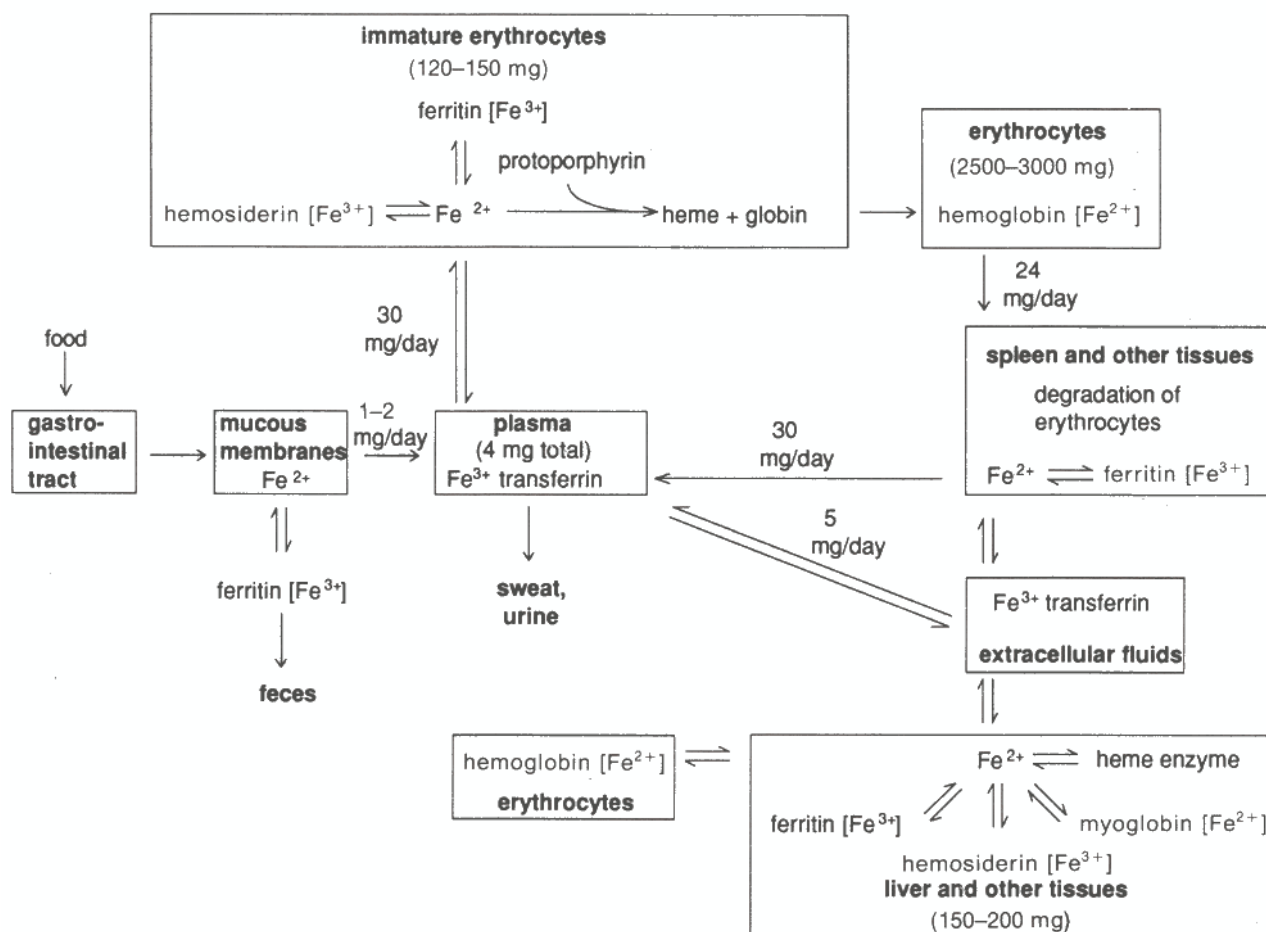 immature erythrocytes
(120–150 mg)
ferritin [Fe3+]
protoporphyrin
hemosiderin [Fe3+]
Fe 2+
heme + globin
erythrocytes
(2500–3000 mg)
hemoglobin [Fe2+]
24
mg/day
30
mg/day
food
gastro-
intestinal
tract
mucous
membranes
Fe 2+
1–2
mg/day
plasma
(4 mg total)
Fe3+ transferrin
30
mg/day
spleen and other tissues
degradation of
erythrocytes
Fe2+
ferritin [Fe3+]
5
mg/day
ferritin [Fe3+]
feces
sweat,
urine
Fe3+ transferrin
extracellular fluids
hemoglobin [Fe2+]
erythrocytes
Fe2+
heme enzyme
ferritin [Fe3+]
myoglobin [Fe2+]
hemosiderin [Fe3+]
liver and other tissues
(150–200 mg)